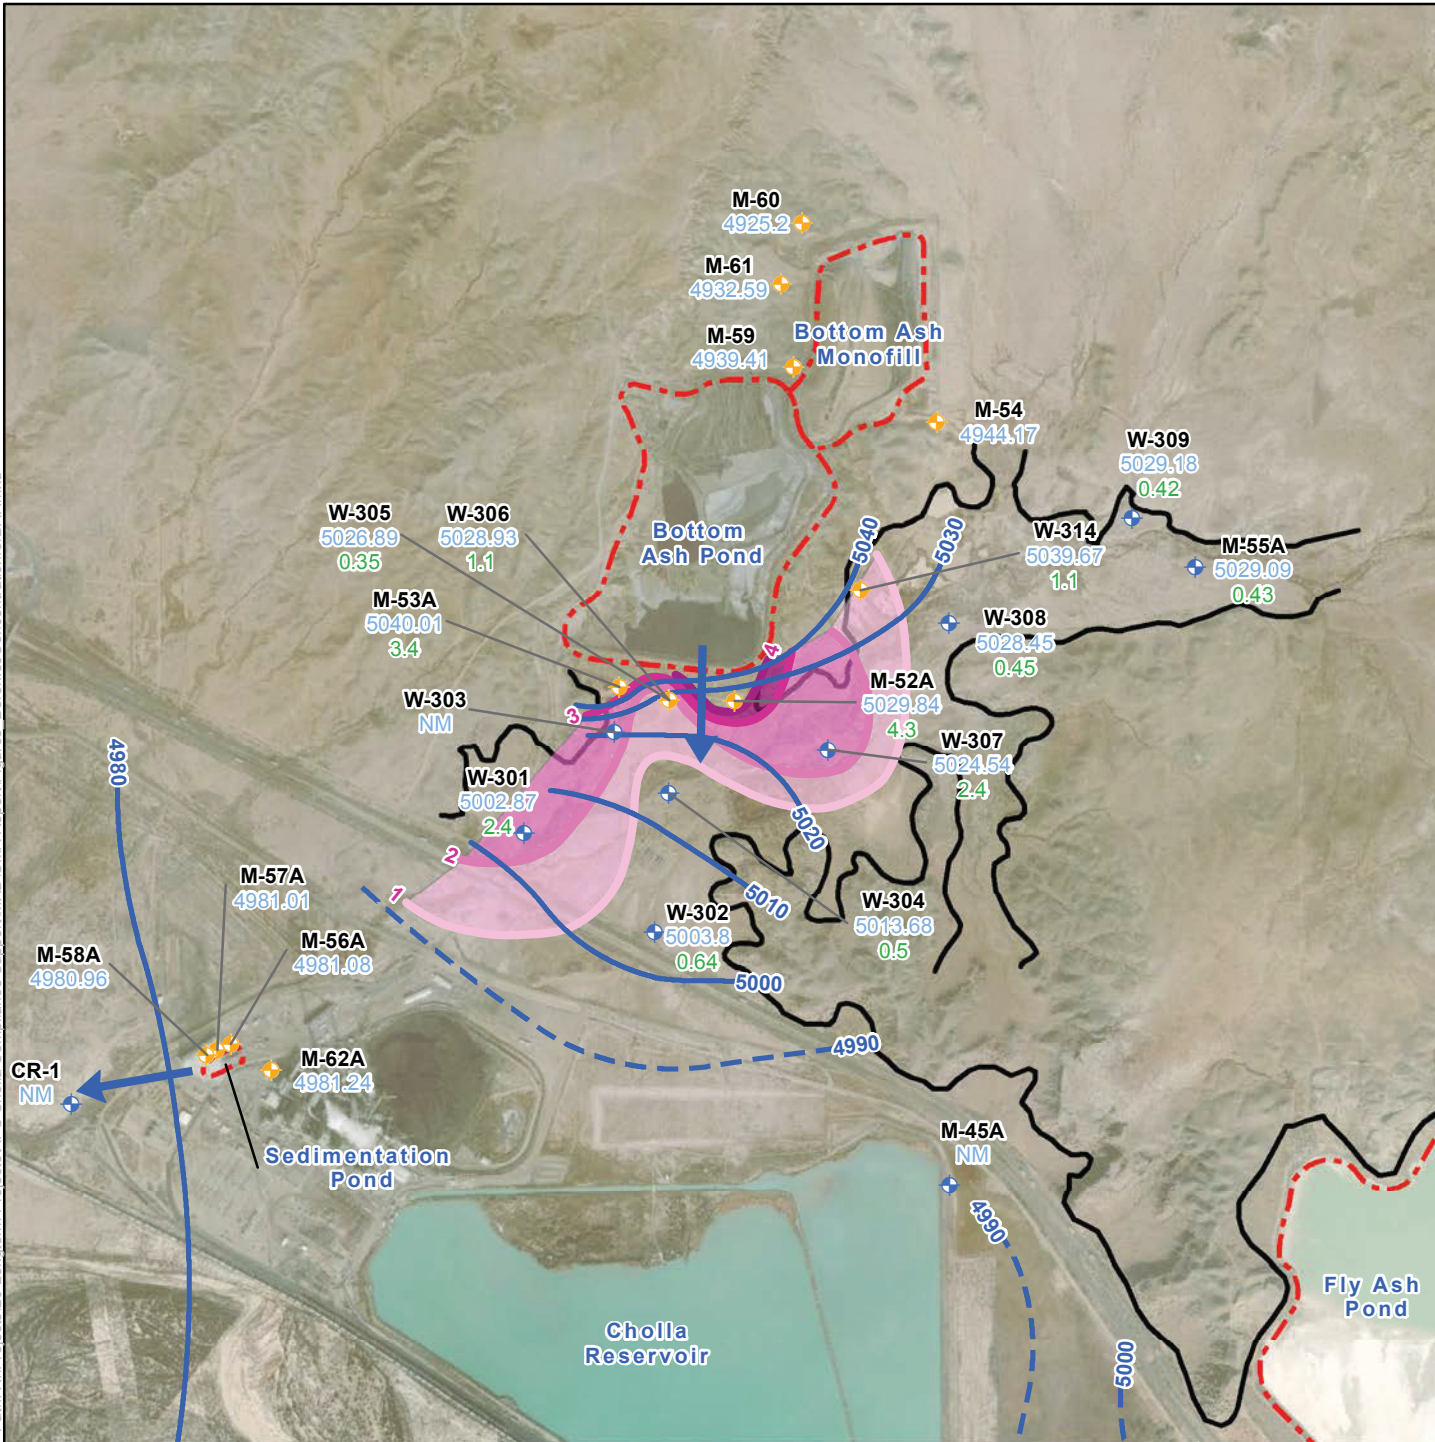 M-60
4925.2
M-61
4932.59
M-59
4939.41
Bottom Ash
Monofill
M-54
4944.17
W-309
5029.18
0.42
W-305
5026.89
0.35
W-306
5028.93
1.1
Bottom
Ash Pond
5040
5030
W-314
5039.67
1.1
M-55A
5029.09
0.43
M-53A
5040.01
3.4
W-308
5028.45
0.45
4
M-52A
5029.84
4.3
W-303
NM
3
W-307
5024.54
2.4
4980
W-301
5002.87
2.4
5020
2
1
5010
M-57A
4981.01
W-304
5013.68
0.5
W-302
5003.8
0.64
M-56A
4981.08
M-58A
4980.96
5000
4990
CR-1
NM
M-62A
4981.24
Sedimentation
Pond
M-45A
NM
4990
Fly Ash
Pond
Cholla
Reservoir
5000